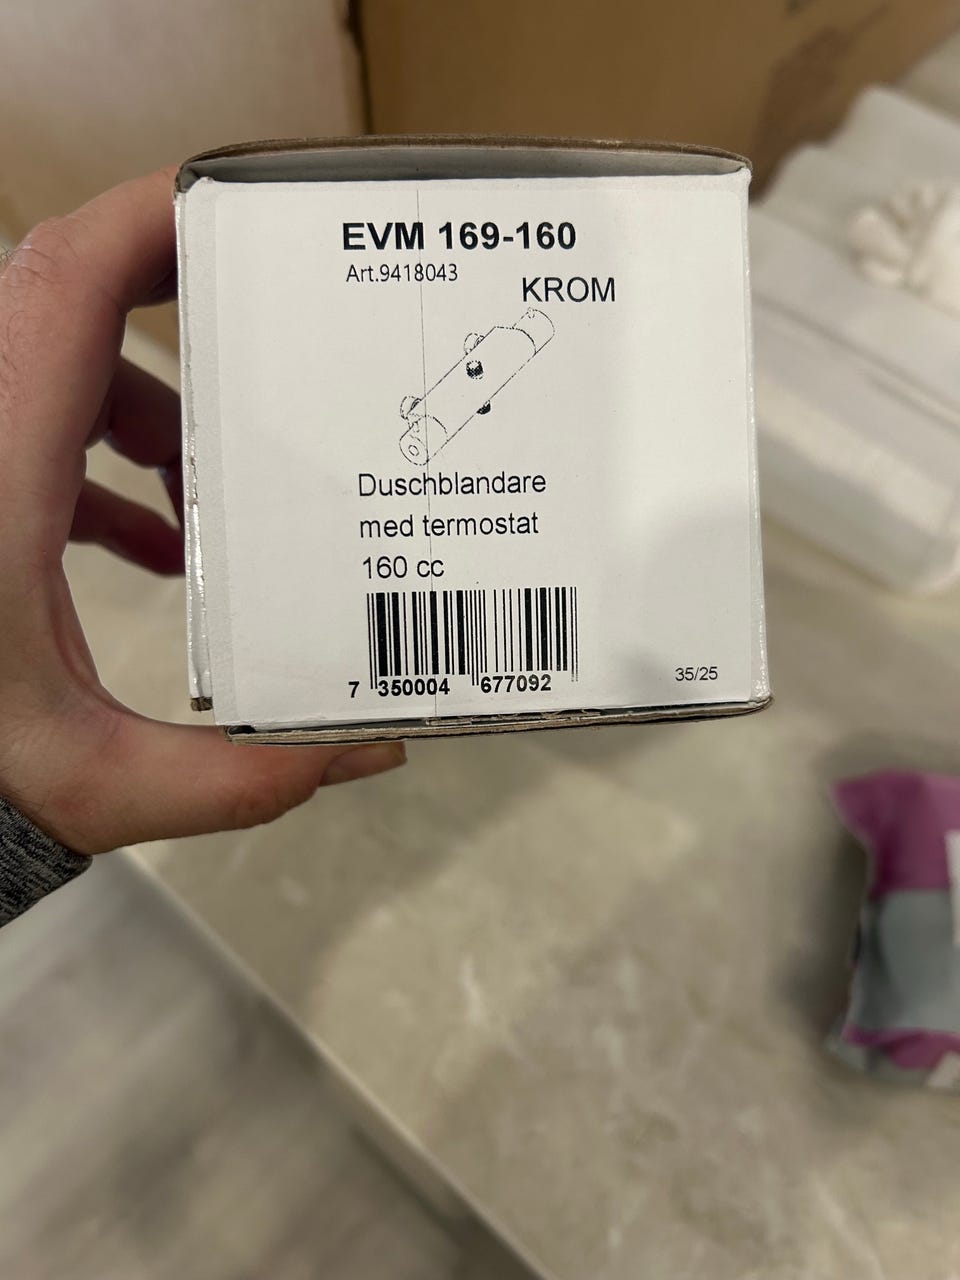 EVM 169-160
Art.9418043
KROM
Duschblandare
med termostat
160 cc
7 350004 677092
35/25